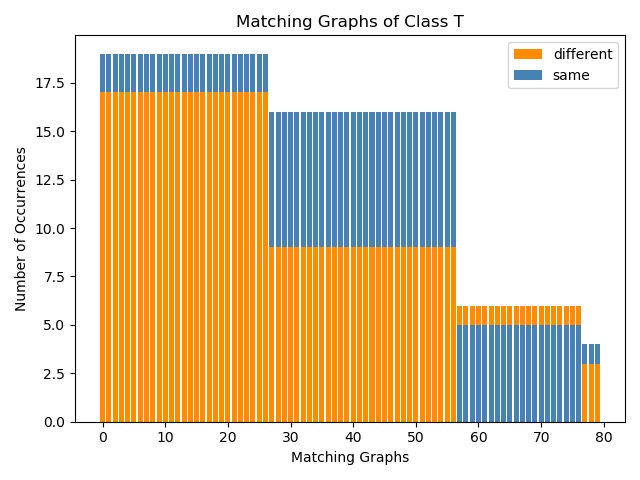 Matching Graphs of Class T
different
same
Number of Occurrences
17.5
15.0
12.5
10.0
7.5
5.0
2.5
0.0
0 10 20 30 40 50 60 70 80
Matching Graphs